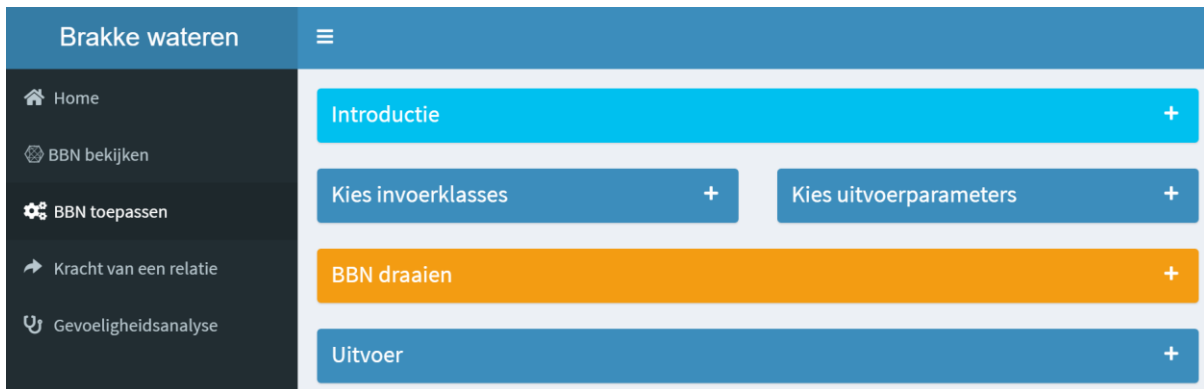 Brakke wateren
Home
BBN bekijken
BBN toepassen
Kracht van een relatie
Gevoeligheidsanalyse
Introductie +
Kies invoerklasses +
Kies uitvoerparameters +
BBN draaien +
Uitvoer +